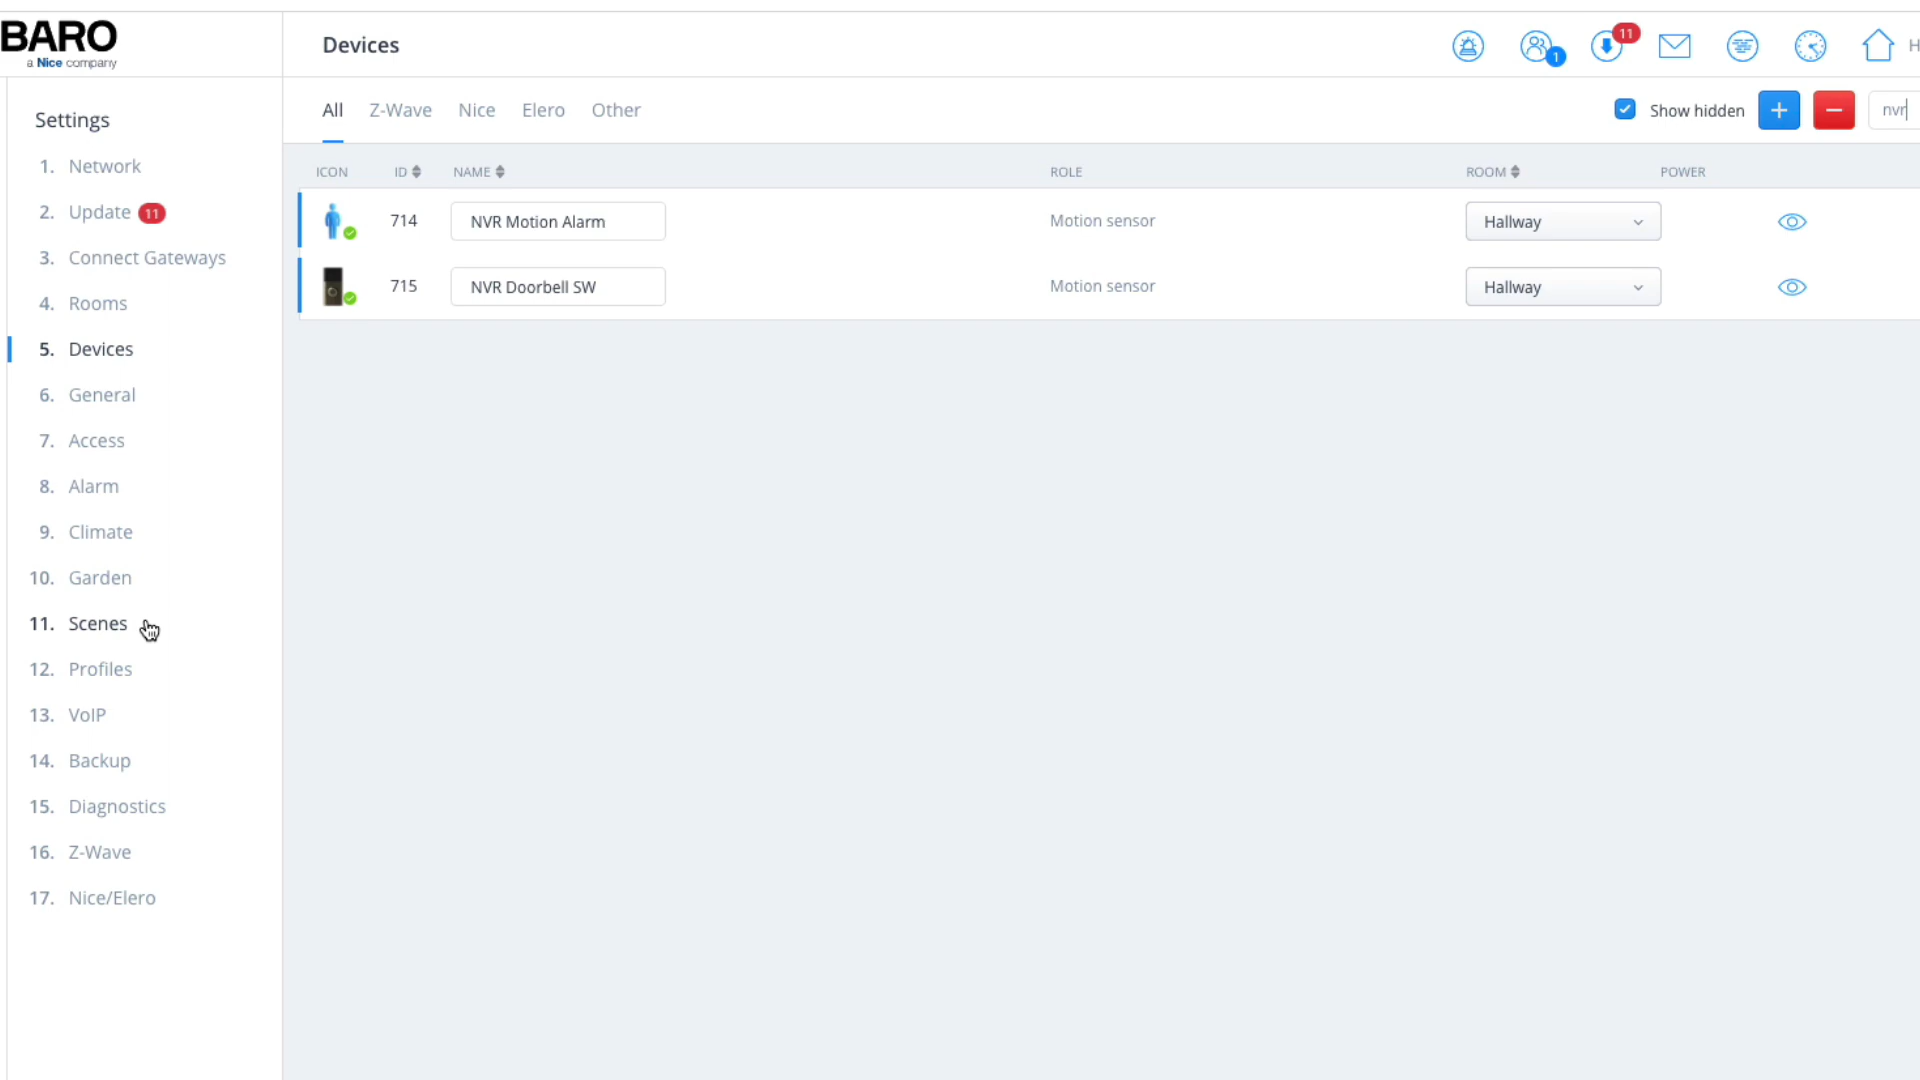 BARO
a Nice company
Devices
1
11
H
Settings
1. Network
2. Update 11
3. Connect Gateways
4. Rooms
5. Devices
6. General
7. Access
8. Alarm
9. Climate
10. Garden
11. Scenes
12. Profiles
13. VoIP
14. Backup
15. Diagnostics
16. Z-Wave
17. Nice/Elero
All Z-Wave Nice Elero Other
Show hidden + − nvr
ICON ID NAME ROLE ROOM POWER
714 NVR Motion Alarm Motion sensor Hallway
715 NVR Doorbell SW Motion sensor Hallway